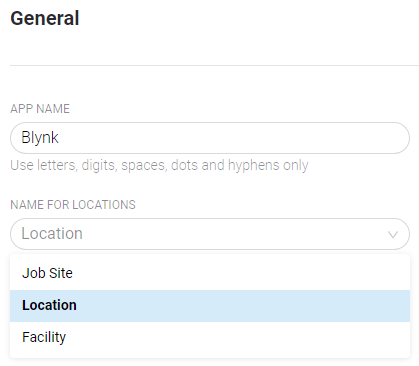 General
APP NAME
Blynk
Use letters, digits, spaces, dots and hyphens only
NAME FOR LOCATIONS
Location
Job Site
Location
Facility